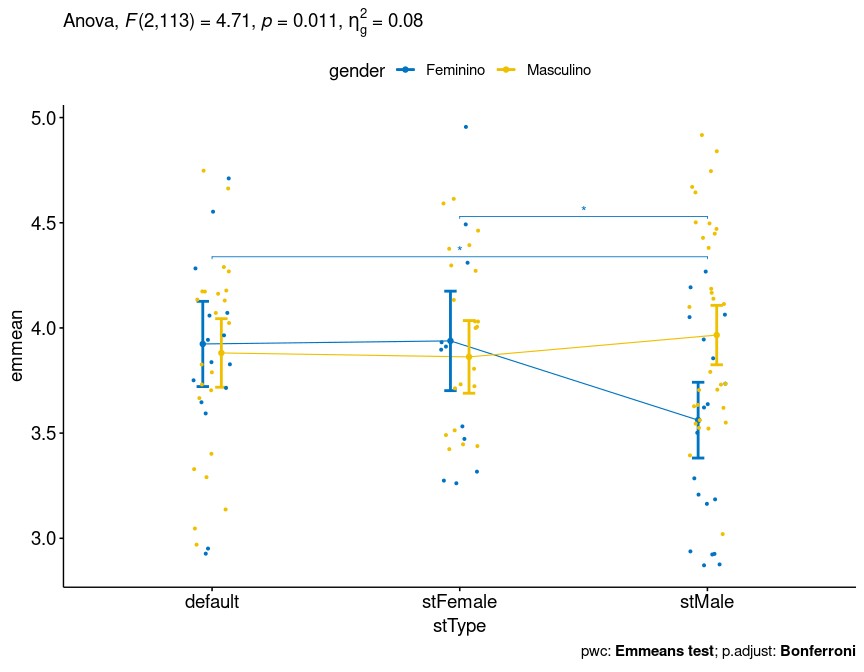 Anova, F(2,113) = 4.71, p = 0.011, η²g = 0.08
gender Feminino Masculino
5.0
4.5
4.0
3.5
3.0
emmean
*
*
default stFemale stMale
stType
pwc: Emmeans test; p.adjust: Bonferroni